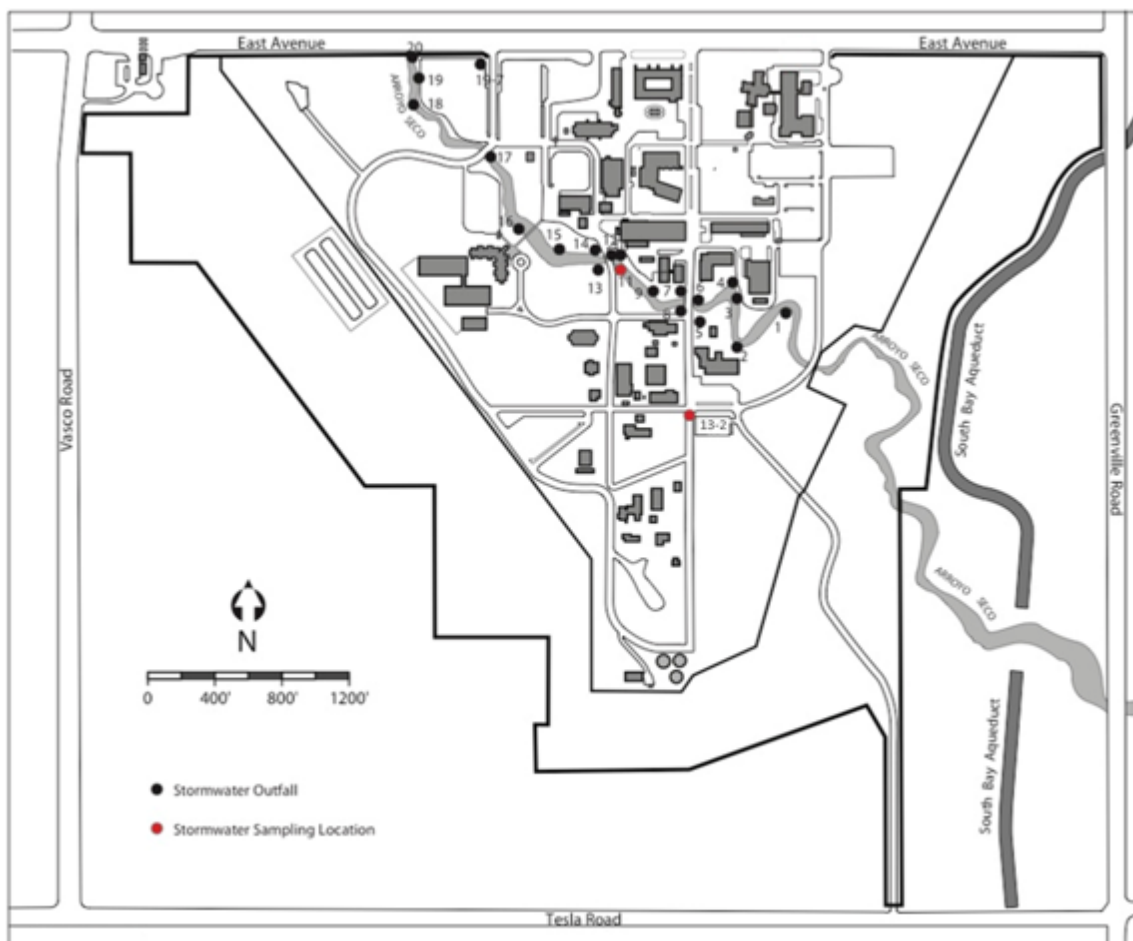 East Avenue
East Avenue
20
19
19-7
18
ARROYO SECO
17
16
15
14
12
13
11
9
7
8
6
5
4
3
2
1
ARROYO SECO
South Bay Aqueduct
Vasco Road
Greenville Road
13-2
ARROYO SECO
N
0
400'
800'
1200'
South Bay Aqueduct
Stormwater Outfall
Stormwater Sampling Location
Tesla Road